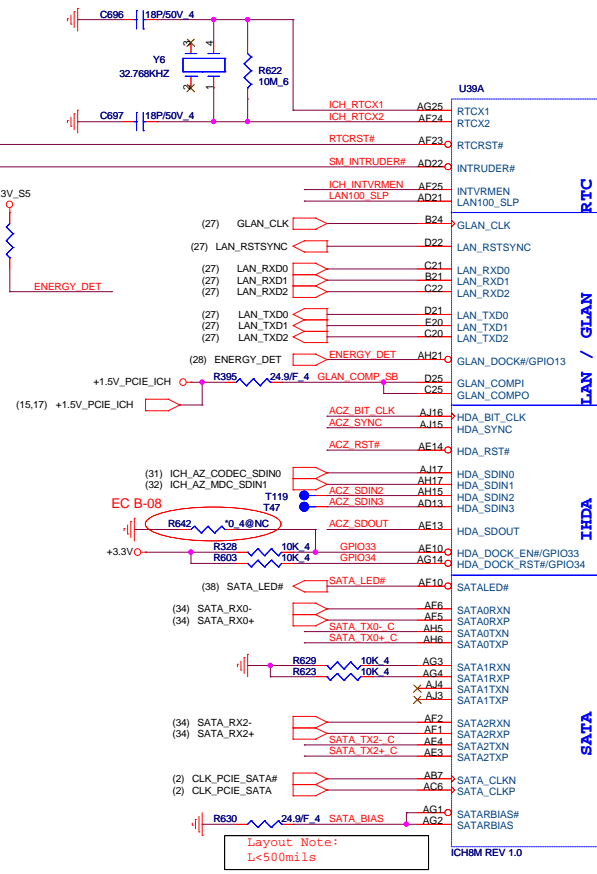 C696 18P/50V_4
3 4
Y6
32.768KHZ
2 1
R622
10M_6
C697 18P/50V_4
U39A
ICH_RTCX1 AG25 RTCX1
ICH_RTCX2 AF24 RTCX2
RTCRST# AF23 RTCRST#
SM_INTRUDER# AD22 INTRUDER#
ICH_INTVRMEN AF25 INTVRMEN
LAN100_SLP AD21 LAN100_SLP
RTC
3V_S5
ENERGY_DET
(27) GLAN_CLK B24 GLAN_CLK
(27) LAN_RSTSYNC D22 LAN_RSTSYNC
(27) LAN_RXD0 C21 LAN_RXD0
(27) LAN_RXD1 B21 LAN_RXD1
(27) LAN_RXD2 C22 LAN_RXD2
(27) LAN_TXD0 D21 LAN_TXD0
(27) LAN_TXD1 E20 LAN_TXD1
(27) LAN_TXD2 C20 LAN_TXD2
(28) ENERGY_DET ENERGY_DET AH21 GLAN_DOCK#/GPIO13
+1.5V_PCIE_ICH R395 24.9/F_4 GLAN_COMP_SB D25 GLAN_COMPI
C25 GLAN_COMPO
(15,17) +1.5V_PCIE_ICH
LAN / GLAN
ACZ_BIT_CLK AJ16 HDA_BIT_CLK
ACZ_SYNC AJ15 HDA_SYNC
ACZ_RST# AE14 HDA_RST#
(31) ICH_AZ_CODEC_SDIN0 AJ17 HDA_SDIN0
(32) ICH_AZ_MDC_SDIN1 AH17 HDA_SDIN1
T119 ACZ_SDIN2 AH15 HDA_SDIN2
T47 ACZ_SDIN3 AD13 HDA_SDIN3
EC B-08
R642 *0_4@NC ACZ_SDOUT AE13 HDA_SDOUT
+3.3V R328 10K_4 GPIO33 AE10 HDA_DOCK_EN#/GPIO33
R603 10K_4 GPIO34 AG14 HDA_DOCK_RST#/GPIO34
IHDA
(38) SATA_LED# SATA_LED# AF10 SATALED#
(34) SATA_RX0- AF6 SATA0RXN
(34) SATA_RX0+ AF5 SATA0RXP
SATA_TX0-_C AH5 SATA0TXN
SATA_TX0+_C AH6 SATA0TXP
R629 10K_4 AG3 SATA1RXN
R623 10K_4 AG4 SATA1RXP
AJ4 SATA1TXN
AJ3 SATA1TXP
(34) SATA_RX2- AF2 SATA2RXN
(34) SATA_RX2+ AF1 SATA2RXP
SATA_TX2-_C AE4 SATA2TXN
SATA_TX2+_C AE3 SATA2TXP
(2) CLK_PCIE_SATA# AB7 SATA_CLKN
(2) CLK_PCIE_SATA AC6 SATA_CLKP
AG1 SATARBIAS#
R630 24.9/F_4 SATA_BIAS AG2 SATARBIAS
SATA
Layout Note:
L<500mils
ICH8M REV 1.0